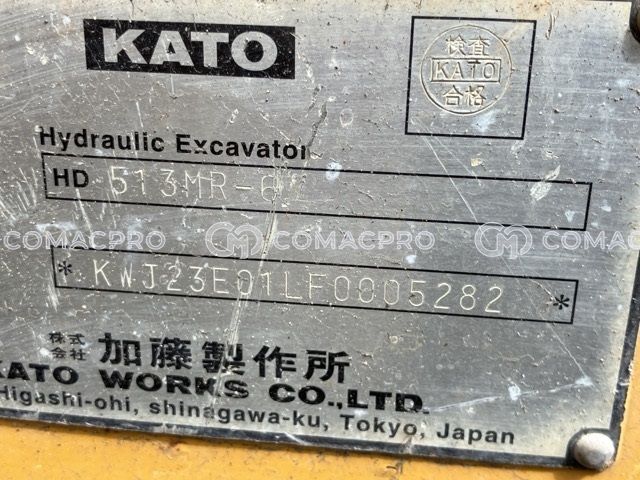 KATO
検査
KATO
合格
Hydraulic Excavator
HD 513MR-6
COMACPRO COMACPRO COMACPRO
* KWJ23E01LF0005282 *
株式会社 加藤製作所
KATO WORKS CO.,LTD.
Higashi-ohi, shinagawa-ku, Tokyo, Japan